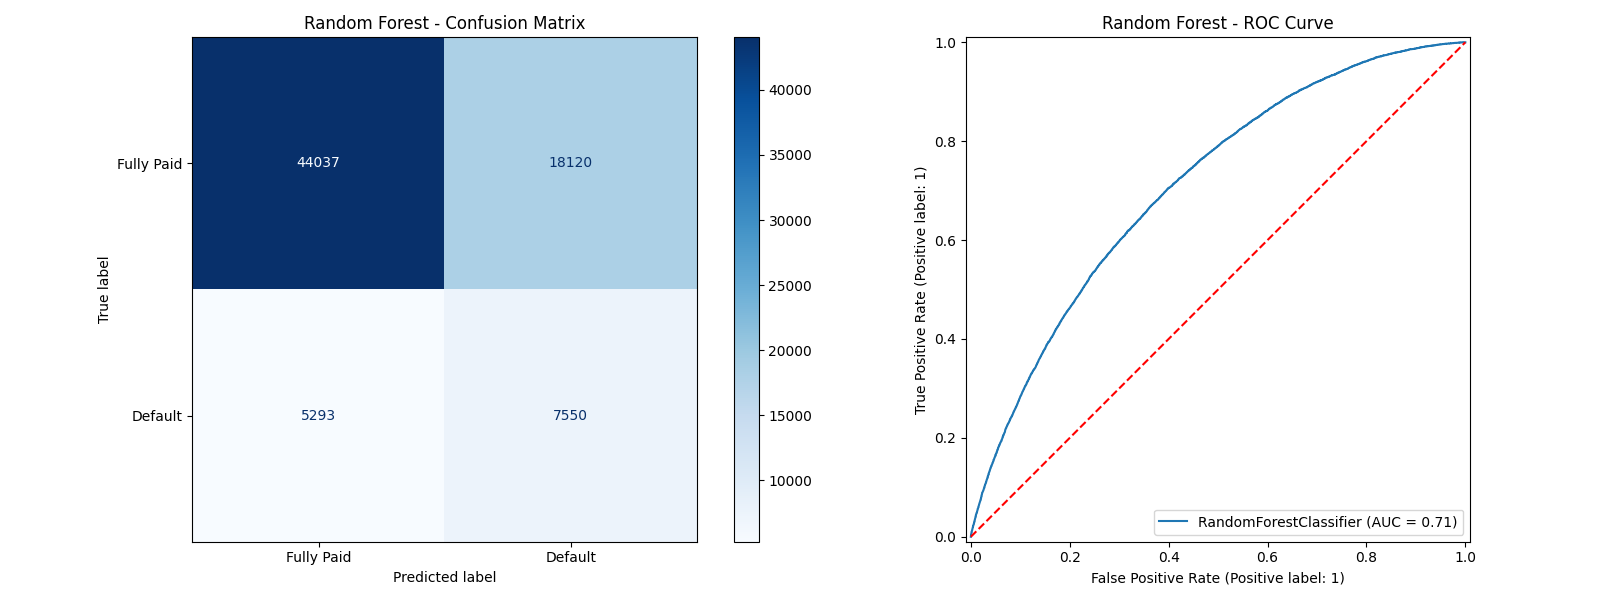 Random Forest - Confusion Matrix
Fully Paid
Default
True label
44037
18120
5293
7550
Fully Paid
Default
Predicted label
40000
35000
30000
25000
20000
15000
10000
Random Forest - ROC Curve
True Positive Rate (Positive label: 1)
1.0
0.8
0.6
0.4
0.2
0.0
RandomForestClassifier (AUC = 0.71)
0.0
0.2
0.4
0.6
0.8
1.0
False Positive Rate (Positive label: 1)